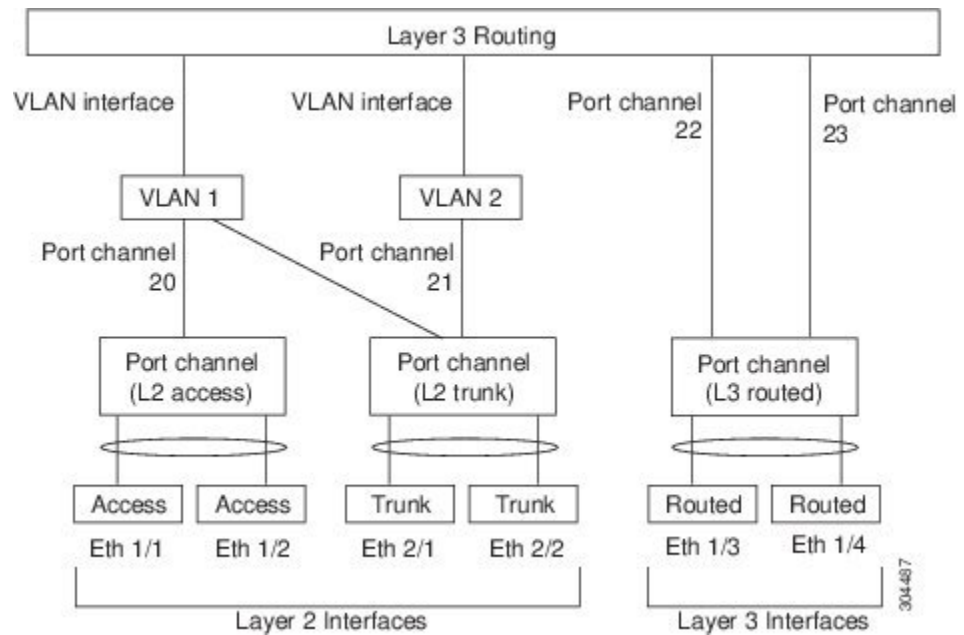 Layer 3 Routing
VLAN interface
VLAN interface
Port channel
22
Port channel
23
VLAN 1
VLAN 2
Port channel
20
Port channel
21
Port channel
(L2 access)
Port channel
(L2 trunk)
Port channel
(L3 routed)
Access
Access
Trunk
Trunk
Routed
Routed
Eth 1/1
Eth 1/2
Eth 2/1
Eth 2/2
Eth 1/3
Eth 1/4
Layer 2 Interfaces
Layer 3 Interfaces
304487